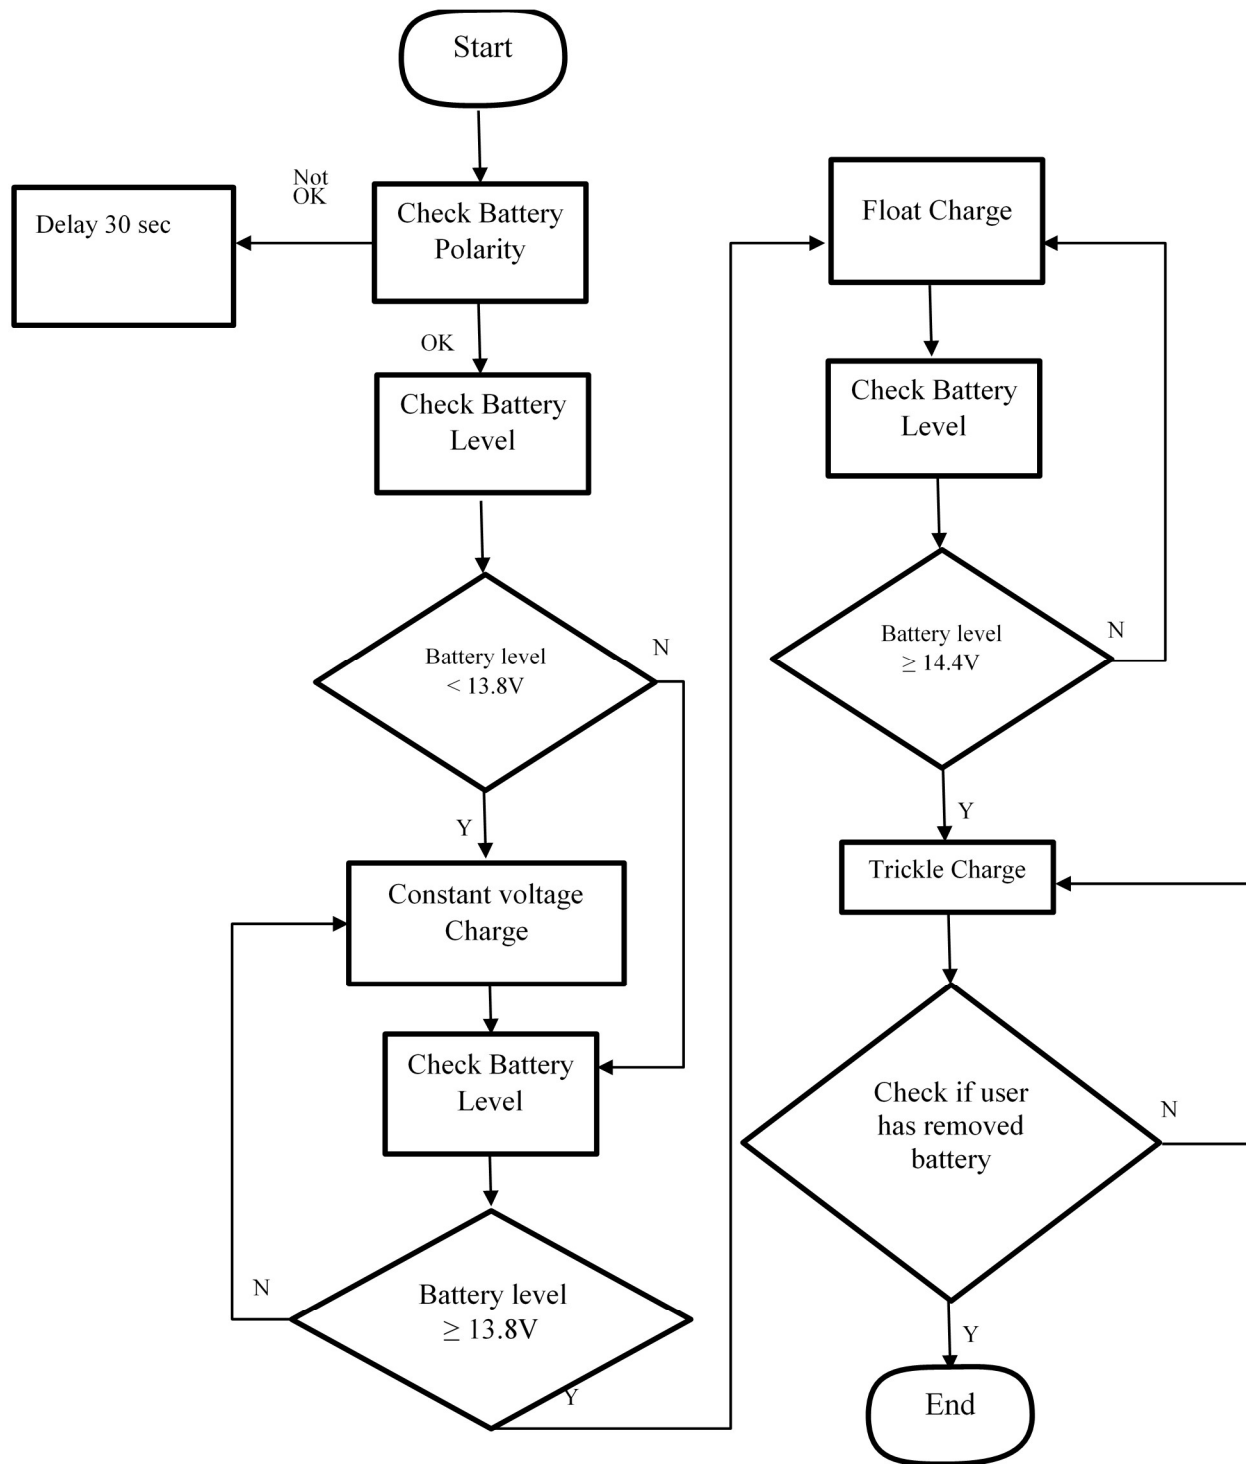 Start
Not
OK
Delay 30 sec
Check Battery
Polarity
OK
Check Battery
Level
Battery level
< 13.8V
N
Y
Constant voltage
Charge
Check Battery
Level
N
Battery level
≥ 13.8V
Y
Float Charge
Check Battery
Level
Battery level
≥ 14.4V
N
Y
Trickle Charge
Check if user
has removed
battery
N
Y
End